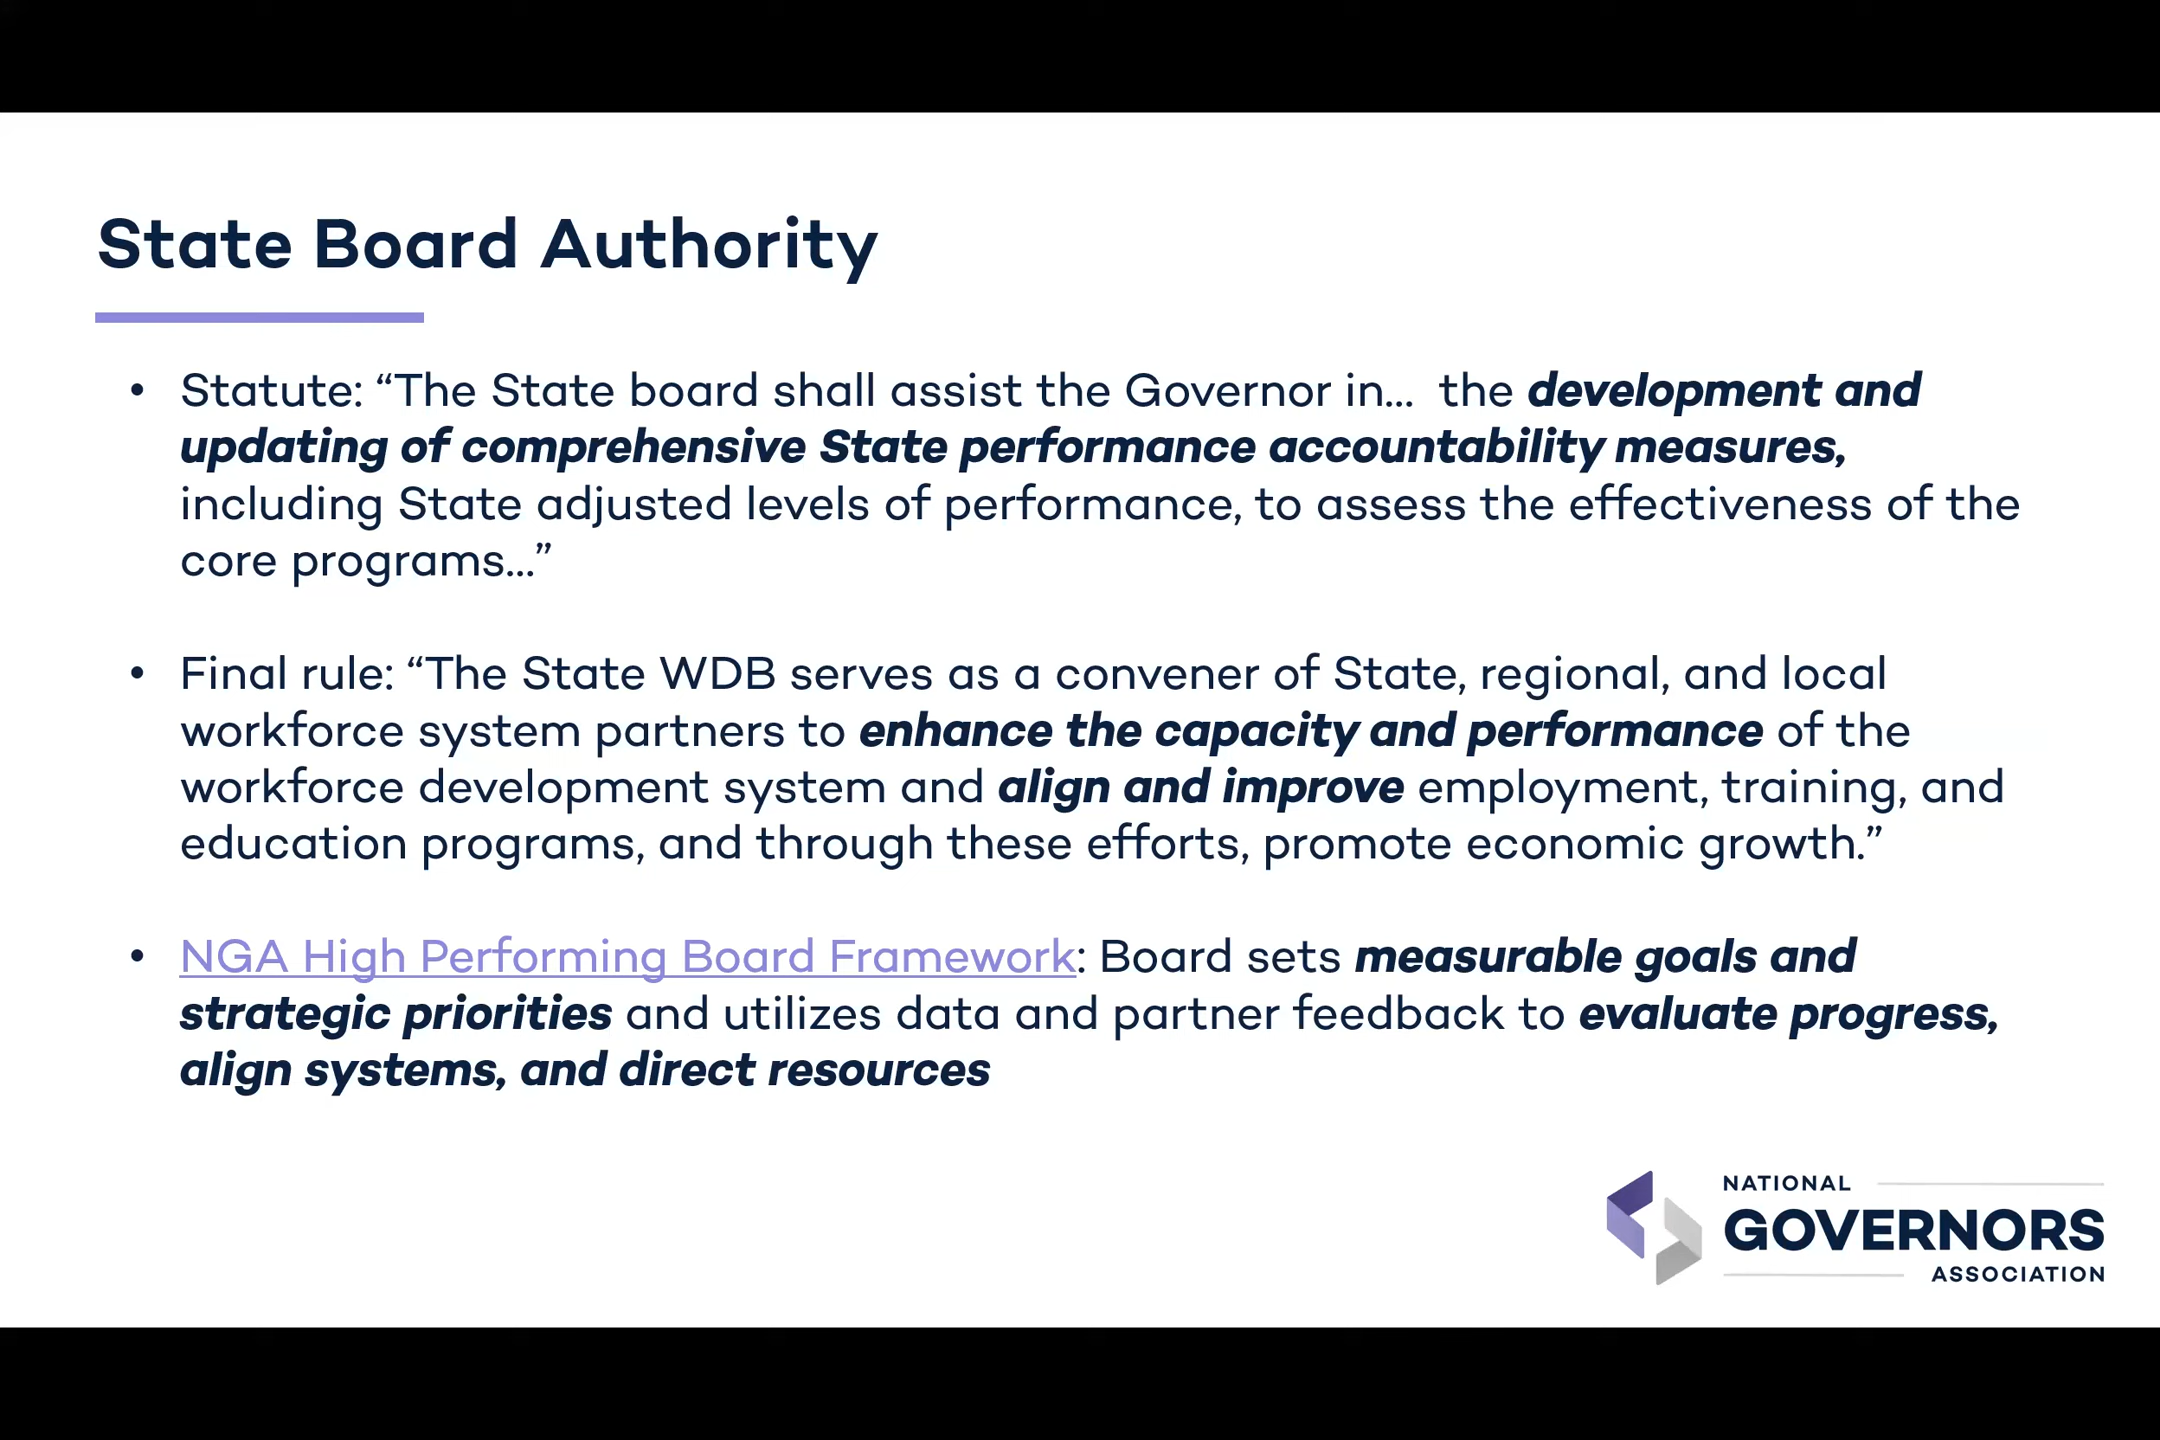 State Board Authority
• Statute: “The State board shall assist the Governor in... the development and
updating of comprehensive State performance accountability measures,
including State adjusted levels of performance, to assess the effectiveness of the
core programs...”
• Final rule: “The State WDB serves as a convener of State, regional, and local
workforce system partners to enhance the capacity and performance of the
workforce development system and align and improve employment, training, and
education programs, and through these efforts, promote economic growth.”
• NGA High Performing Board Framework: Board sets measurable goals and
strategic priorities and utilizes data and partner feedback to evaluate progress,
align systems, and direct resources
NATIONAL
GOVERNORS
ASSOCIATION